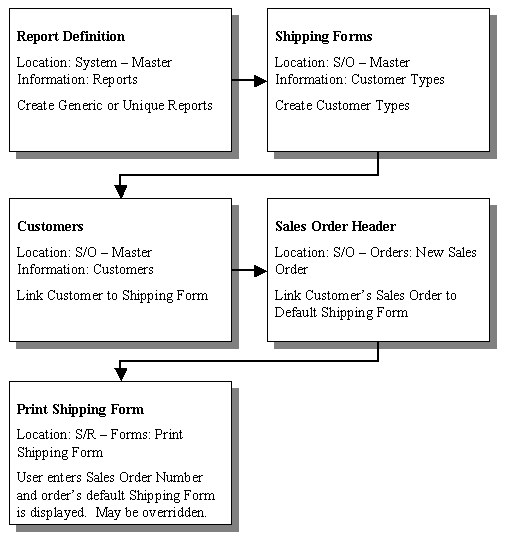 Report Definition
Location: System – Master
Information: Reports
Create Generic or Unique Reports
Shipping Forms
Location: S/O – Master
Information: Customer Types
Create Customer Types
Customers
Location: S/O – Master
Information: Customers
Link Customer to Shipping Form
Sales Order Header
Location: S/O – Orders: New Sales
Order
Link Customer’s Sales Order to
Default Shipping Form
Print Shipping Form
Location: S/R – Forms: Print
Shipping Form
User enters Sales Order Number
and order’s default Shipping Form
is displayed.  May be overridden.